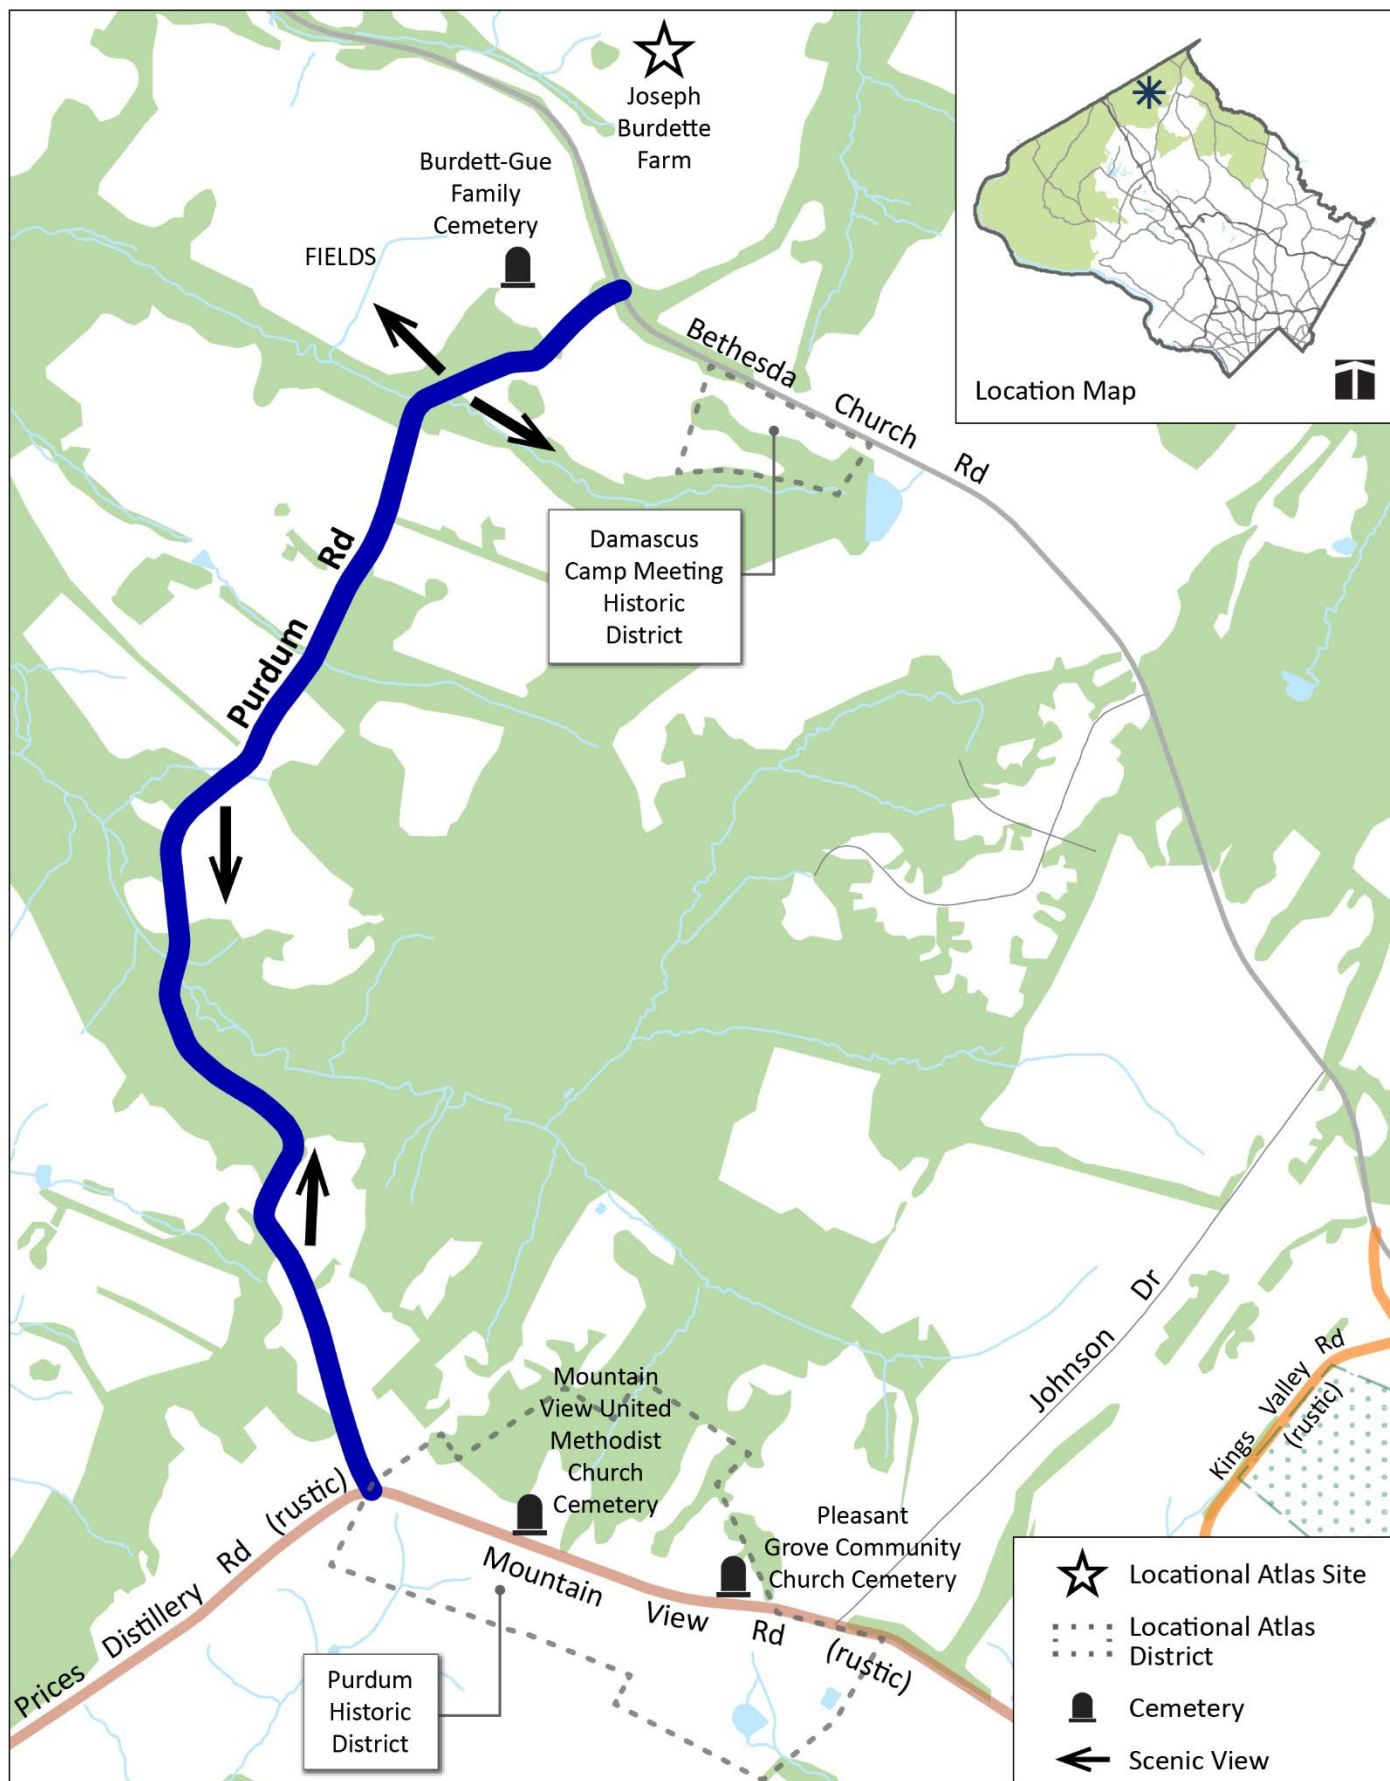 Joseph
Burdette
Farm
Burdett-Gue
Family
Cemetery
FIELDS
Location Map
Bethesda Church Rd
Damascus
Camp Meeting
Historic
District
Purdum Rd
Johnson Dr
Kings Valley Rd
(rustic)
Mountain
View United
Methodist
Church
Cemetery
Pleasant
Grove Community
Church Cemetery
Prices Distillery Rd (rustic)
Mountain View Rd (rustic)
Purdum
Historic
District
Locational Atlas Site
Locational Atlas
District
Cemetery
Scenic View